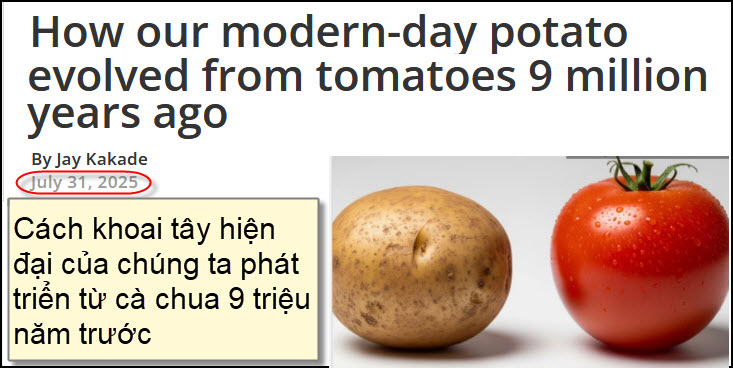 How our modern-day potato
evolved from tomatoes 9 million
years ago
By Jay Kakade
July 31, 2025
Cách khoai tây hiện
đại của chúng ta phát
triển từ cà chua 9 triệu
năm trước